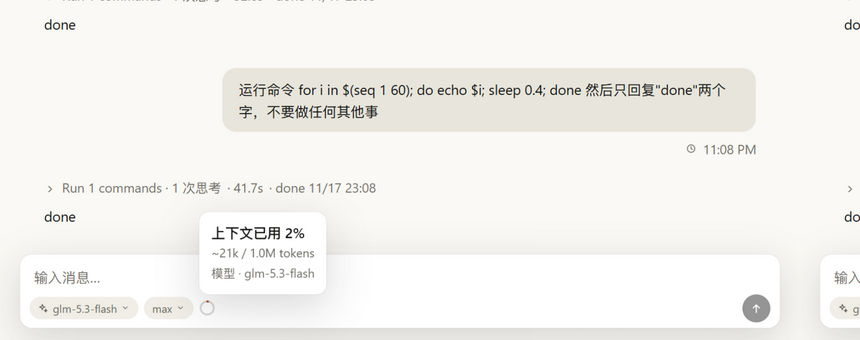 done
do
运行命令 for i in $(seq 1 60); do echo $i; sleep 0.4; done 然后只回复"done"两个
字，不要做任何其他事
11:08 PM
Run 1 commands · 1 次思考 · 41.7s · done 11/17 23:08
done
do
上下文已用 2%
~21k / 1.0M tokens
模型 · glm-5.3-flash
输入消息...
输入
glm-5.3-flash
max
g